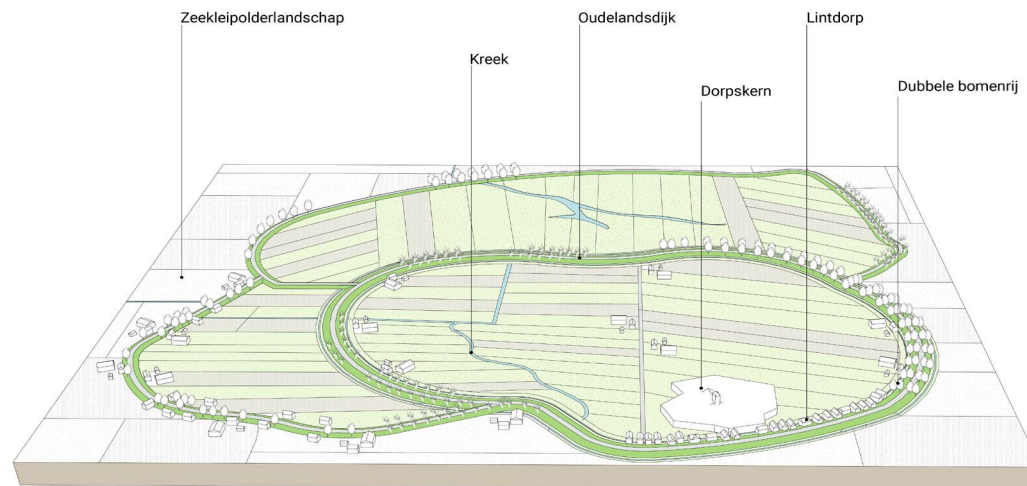 Zeekleipolderlandschap
Oudelandsdijk
Lintdorp
Kreek
Dubbele bomenrij
Dorpskern